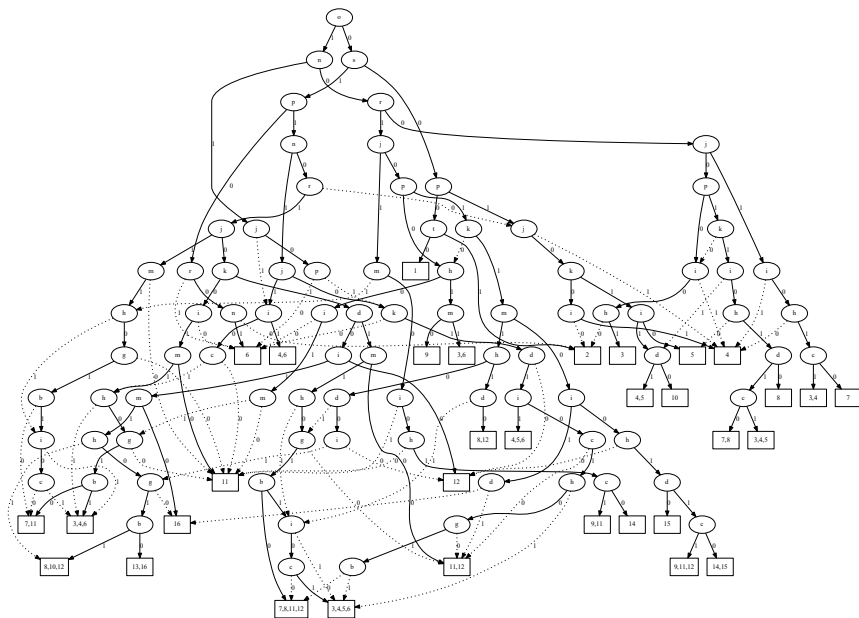 o
n s
p r
n j j
r p p p
j j t k j k
m r k j p m 1 h k i i i
h i n i d i k m m i h i h
g m c 6 4,6 i m 9 3,6 h d 2 3 d 5 4 d c
b h m m h d i d i i 4,5 10 c 8 3,4 7
i g h g g i h 8,12 4,5,6 c h 7,8 3,4,5
c b g 11 b 12 d h c d
7,11 3,4,6 b 16 i g 9,11 14 15 c
8,10,12 13,16 c b 11,12 9,11,12 14,15
7,8,11,12 3,4,5,6